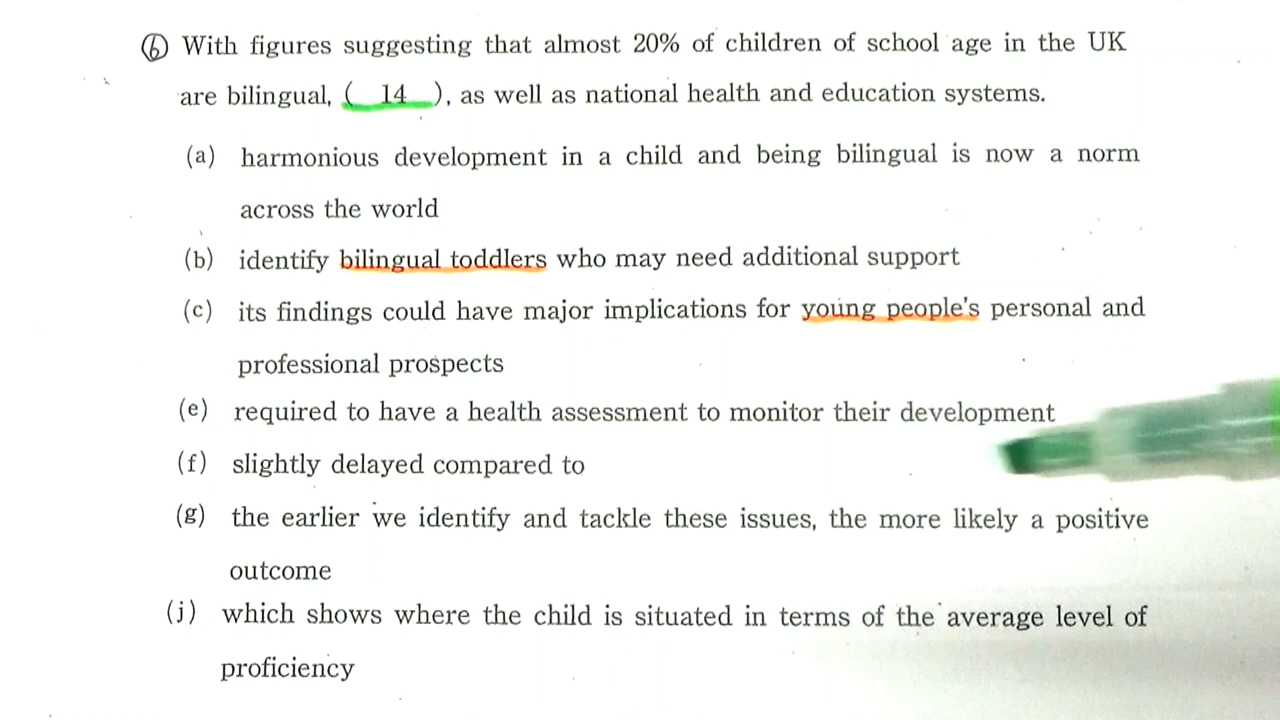 ⑥ With figures suggesting that almost 20% of children of school age in the UK
are bilingual, ( 14 ), as well as national health and education systems.
(a) harmonious development in a child and being bilingual is now a norm
across the world
(b) identify bilingual toddlers who may need additional support
(c) its findings could have major implications for young people's personal and
professional prospects
(e) required to have a health assessment to monitor their development
(f) slightly delayed compared to
(g) the earlier we identify and tackle these issues, the more likely a positive
outcome
(j) which shows where the child is situated in terms of the average level of
proficiency